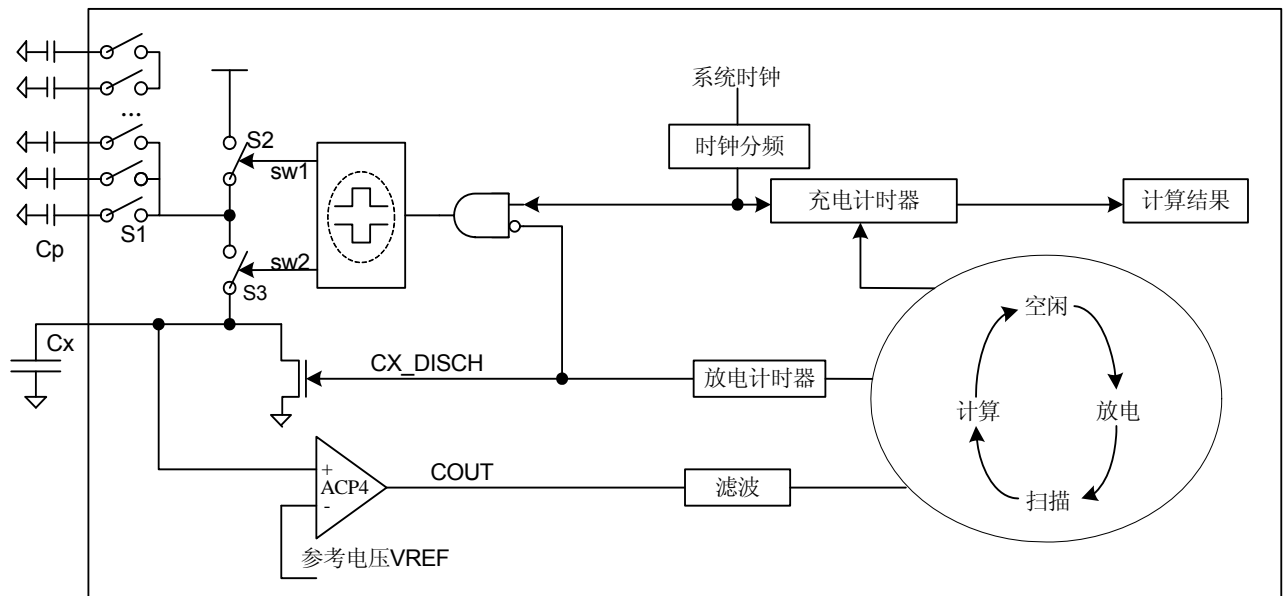 系统时钟
...
S2
时钟分频
sw1
充电计时器
计算结果
Cp
S1
sw2
S3
空闲
Cx
CX_DISCH
放电计时器
计算
放电
+
ACP4
-
COUT
滤波
扫描
参考电压VREF